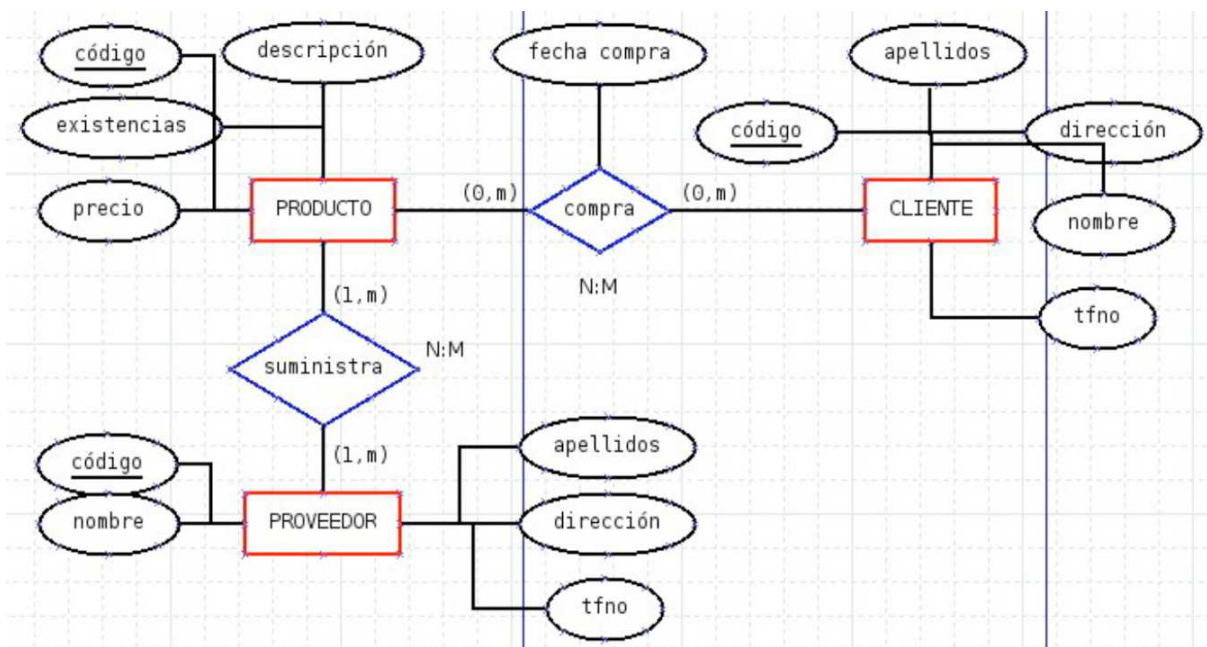 código
descripción
fecha compra
apellidos
existencias
código
dirección
precio
PRODUCTO
(0,m)
compra
(0,m)
CLIENTE
nombre
N:M
(1,m)
tfno
suministra
N:M
(1,m)
apellidos
código
nombre
PROVEEDOR
dirección
tfno